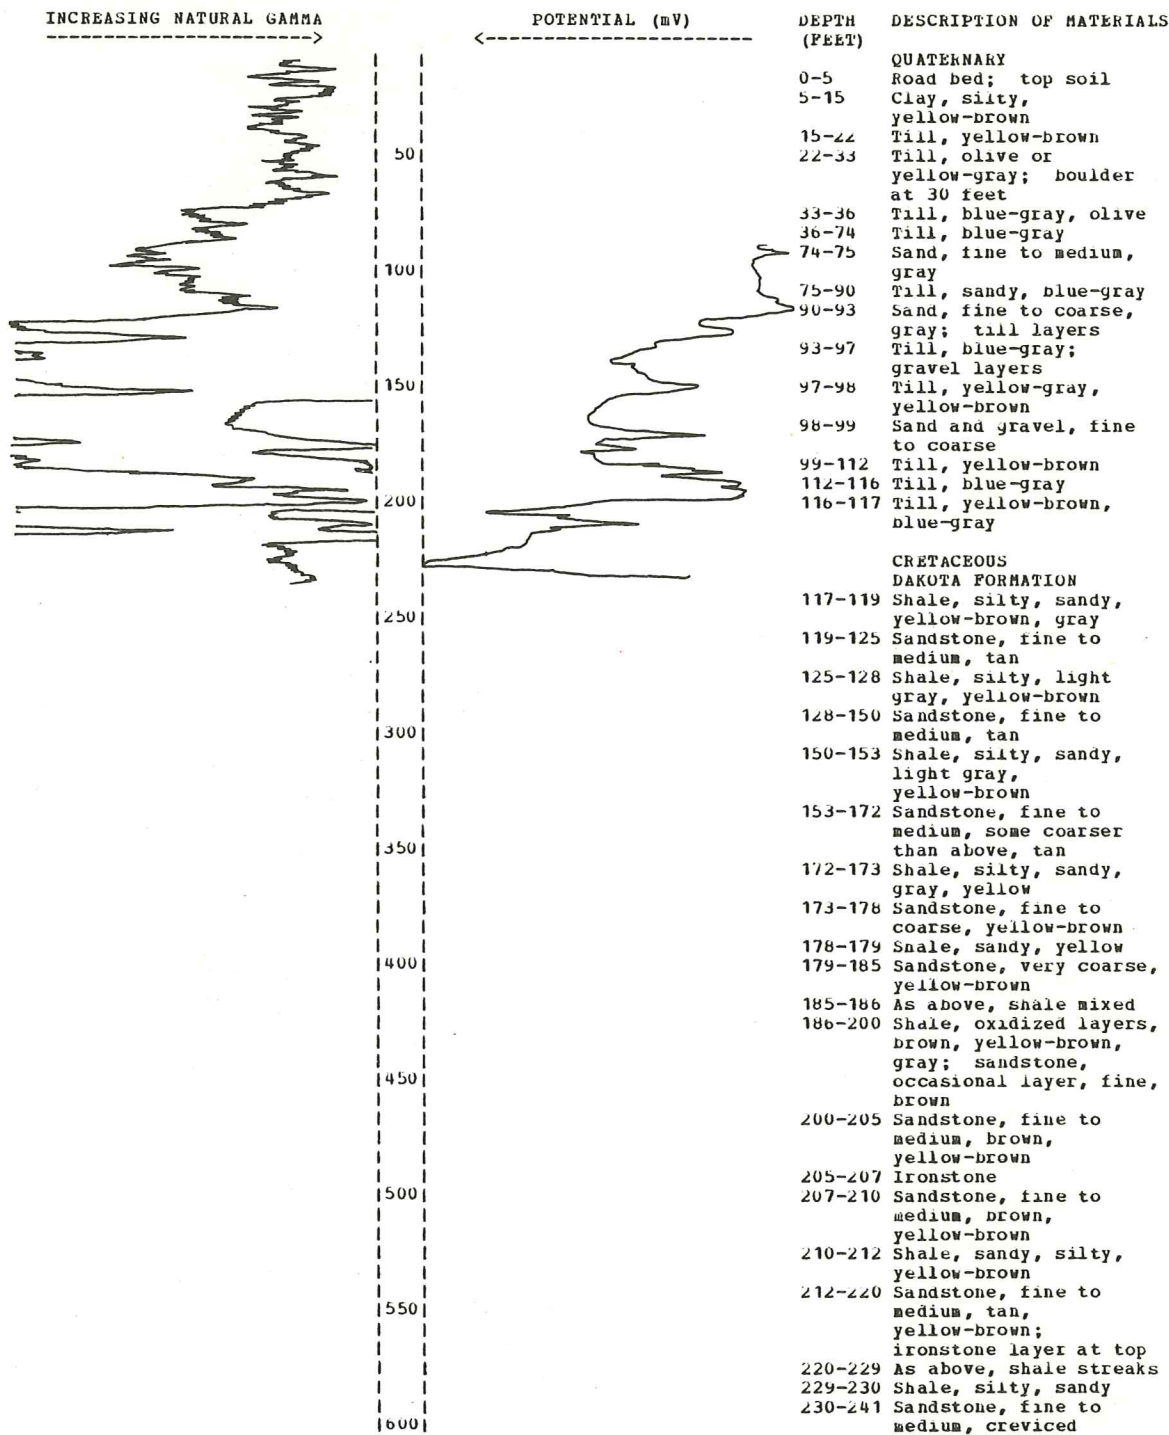 INCREASING NATURAL GAMMA
------------------------------>
POTENTIAL (mV)
<------------------------------
DEPTH
(FEET)
DESCRIPTION OF MATERIALS
50
100
150
200
250
300
350
400
450
500
550
600
QUATERNARY
0-5 Road bed; top soil
5-15 Clay, silty,
yellow-brown
15-22 Till, yellow-brown
22-33 Till, olive or
yellow-gray; boulder
at 30 feet
33-36 Till, blue-gray, olive
36-74 Till, blue-gray
74-75 Sand, fine to medium,
gray
75-90 Till, sandy, blue-gray
90-93 Sand, fine to coarse,
gray; till layers
93-97 Till, blue-gray;
gravel layers
97-98 Till, yellow-gray,
yellow-brown
98-99 Sand and gravel, fine
to coarse
99-112 Till, yellow-brown
112-116 Till, blue-gray
116-117 Till, yellow-brown,
blue-gray
CRETACEOUS
DAKOTA FORMATION
117-119 Shale, silty, sandy,
yellow-brown, gray
119-125 Sandstone, fine to
medium, tan
125-128 Shale, silty, light
gray, yellow-brown
128-150 Sandstone, fine to
medium, tan
150-153 Shale, silty, sandy,
light gray,
yellow-brown
153-172 Sandstone, fine to
medium, some coarser
than above, tan
172-173 Shale, silty, sandy,
gray, yellow
173-178 Sandstone, fine to
coarse, yellow-brown
178-179 Shale, sandy, yellow
179-185 Sandstone, very coarse,
yellow-brown
185-186 As above, shale mixed
186-200 Shale, oxidized layers,
brown, yellow-brown,
gray; sandstone,
occasional layer, fine,
brown
200-205 Sandstone, fine to
medium, brown,
yellow-brown
205-207 Ironstone
207-210 Sandstone, fine to
medium, brown,
yellow-brown
210-212 Shale, sandy, silty,
yellow-brown
212-220 Sandstone, fine to
medium, tan,
yellow-brown;
ironstone layer at top
220-229 As above, shale streaks
229-230 Shale, silty, sandy
230-241 Sandstone, fine to
medium, creviced